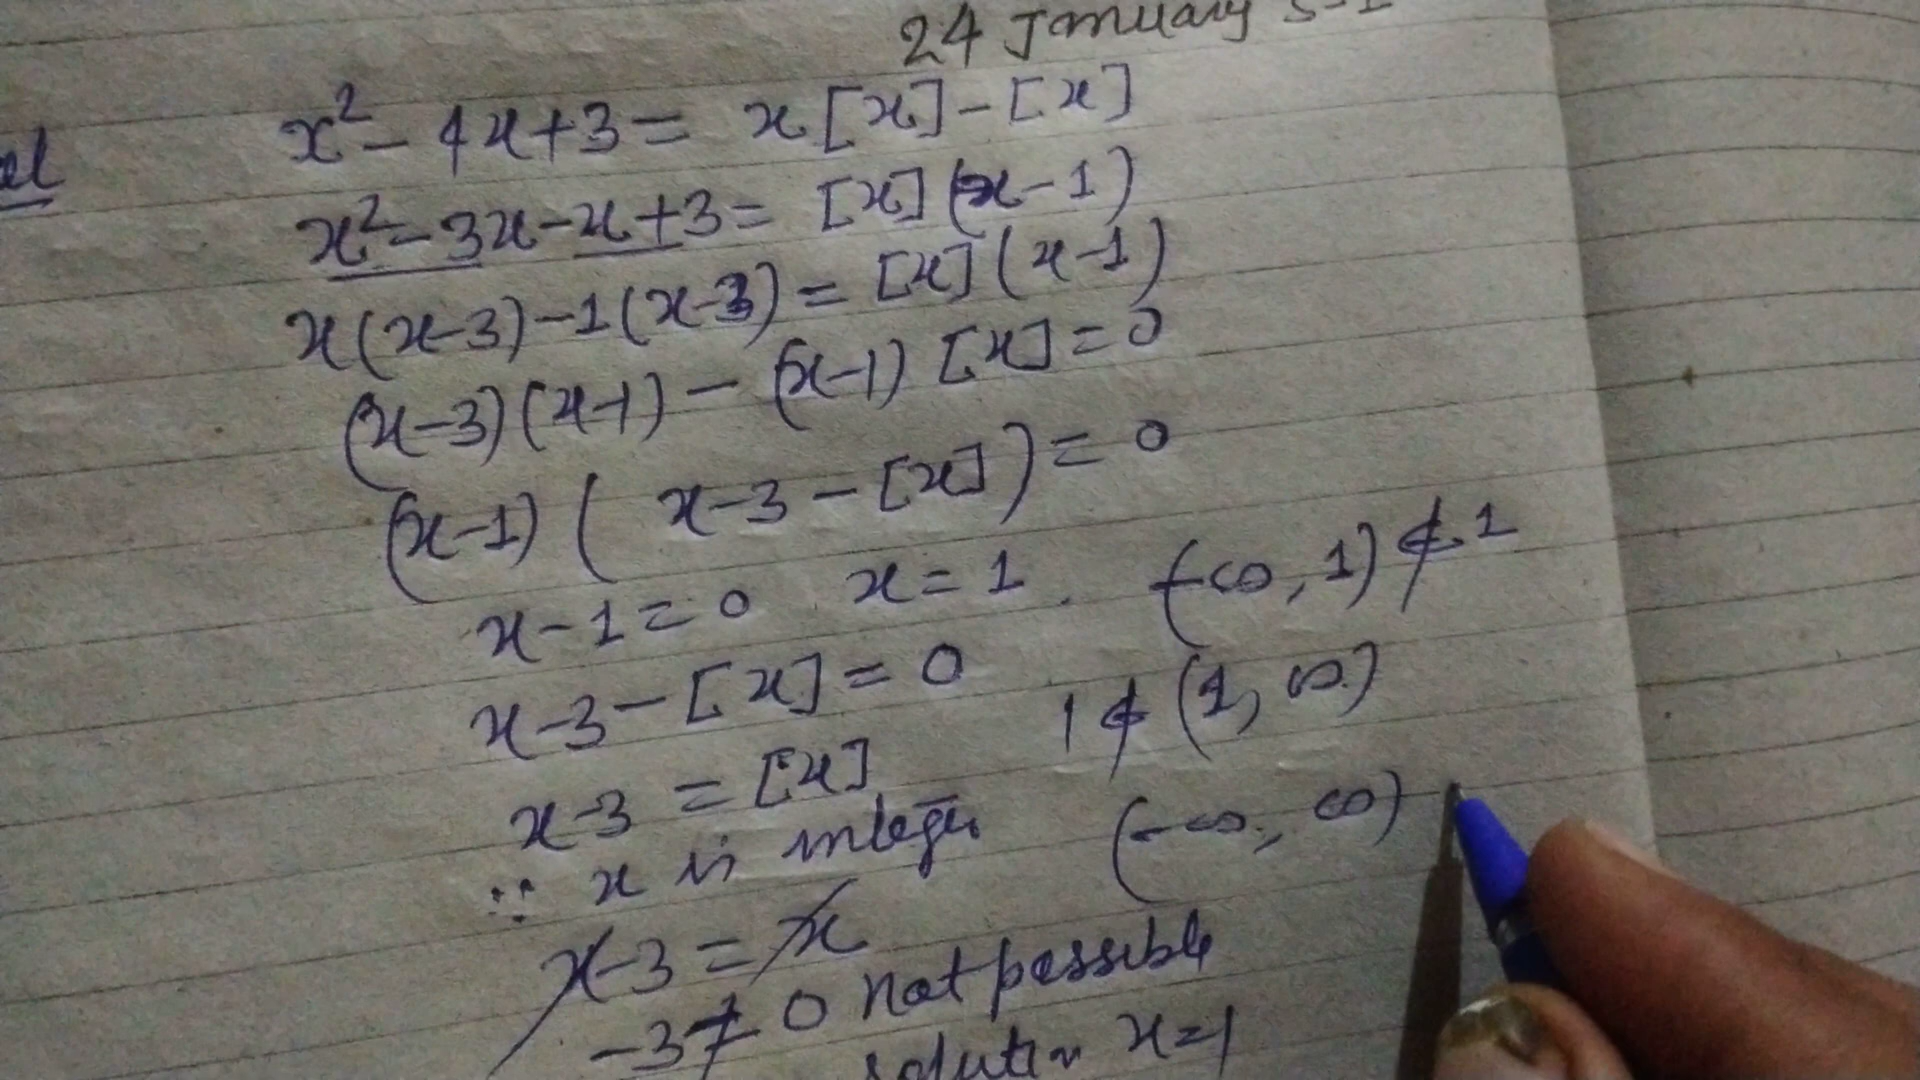 24 January S-1
x² - 4x + 3 = x[x] - [x]
x² - 3x - x + 3 = [x](x - 1)
x(x-3) - 1(x-3) = [x](x-1)
(x-3)(x-1) - (x-1)[x] = 0
(x-1)(x-3-[x]) = 0
x-1 = 0 x = 1. (-∞, 1) ∉ 1
x-3-[x] = 0 1 ∉ (1, ∞)
x-3 = [x]
∵ x is integer (-∞, ∞)
x-3 = x
-3 ≠ 0 not possible
solution x=1